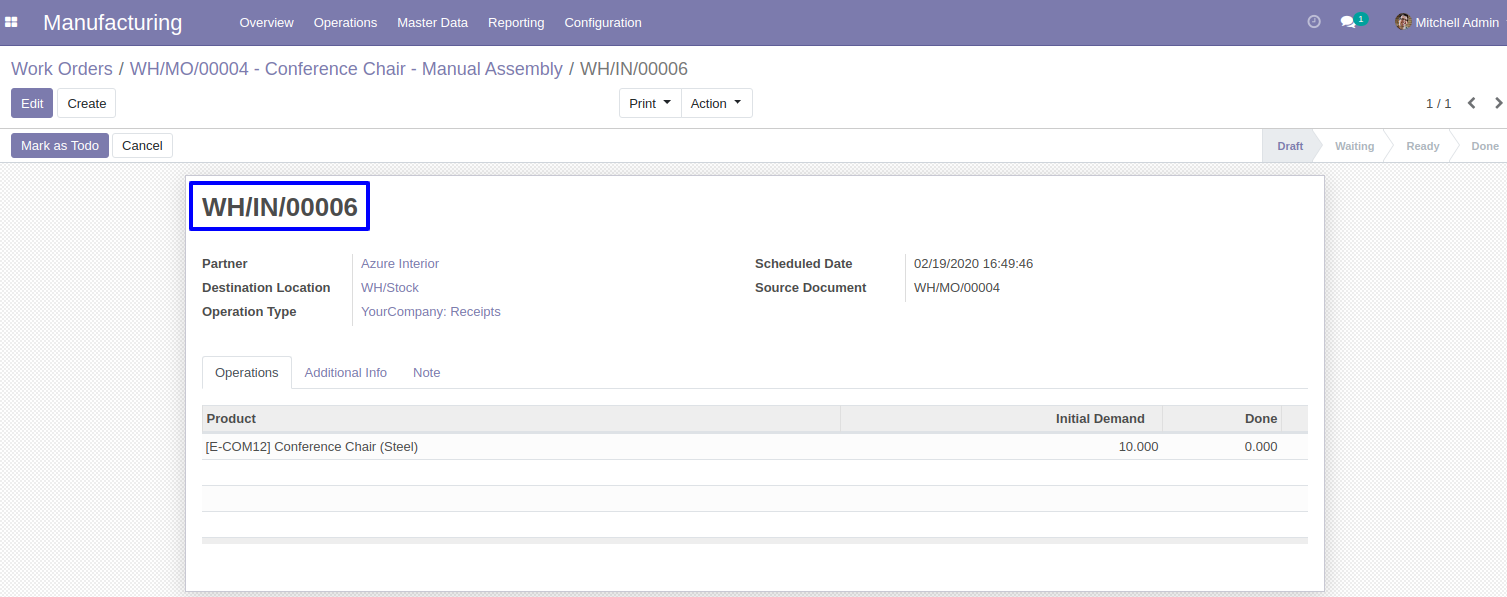 Manufacturing Overview Operations Master Data Reporting Configuration 1 Mitchell Admin
Work Orders / WH/MO/00004 - Conference Chair - Manual Assembly / WH/IN/00006
Edit Create Print Action 1 / 1
Mark as Todo Cancel Draft Waiting Ready Done
WH/IN/00006
Partner Azure Interior Scheduled Date 02/19/2020 16:49:46
Destination Location WH/Stock Source Document WH/MO/00004
Operation Type YourCompany: Receipts
Operations Additional Info Note
Product Initial Demand Done
[E-COM12] Conference Chair (Steel) 10.000 0.000